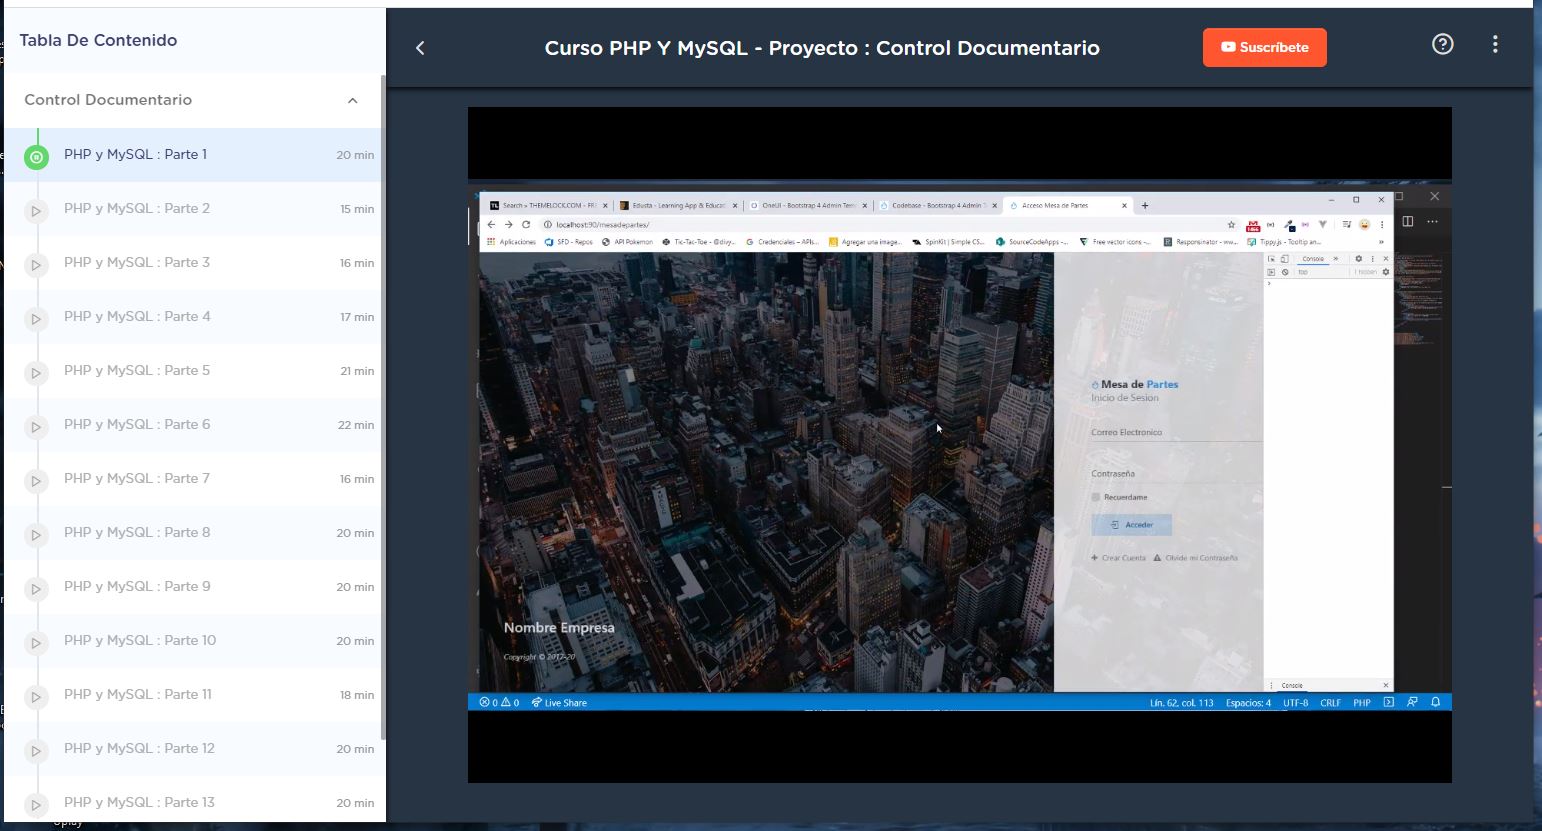 Tabla De Contenido
Control Documentario
PHP y MySQL : Parte 1 20 min
PHP y MySQL : Parte 2 15 min
PHP y MySQL : Parte 3 16 min
PHP y MySQL : Parte 4 17 min
PHP y MySQL : Parte 5 21 min
PHP y MySQL : Parte 6 22 min
PHP y MySQL : Parte 7 16 min
PHP y MySQL : Parte 8 20 min
PHP y MySQL : Parte 9 20 min
PHP y MySQL : Parte 10 20 min
PHP y MySQL : Parte 11 18 min
PHP y MySQL : Parte 12 20 min
PHP y MySQL : Parte 13 20 min
Curso PHP Y MySQL - Proyecto : Control Documentario
Suscríbete
Search » THEMELOCK.COM - FR Edusta - Learning App & Educat OneUI - Bootstrap 4 Admin Tem Codebase - Bootstrap 4 Admin T Acceso Mesa de Partes
localhost:90/mesadepartes/
Aplicaciones SFD - Repos API Pokemon Tic-Tac-Toe - @divy... Credenciales – APIs... Agregar una image... SpinKit | Simple CS... SourceCodeApps -... Free vector icons -... Responsinator - ww... Tippy.js - Tooltip an... »
Console »
top 1 hidden
Mesa de Partes
Inicio de Sesion
Correo Electronico
Contraseña
Recuerdame
Acceder
Crear Cuenta Olvide mi Contraseña
Nombre Empresa
Copyright © 2017-20
Console
0 0 Live Share Lín. 62, col. 113 Espacios: 4 UTF-8 CRLF PHP